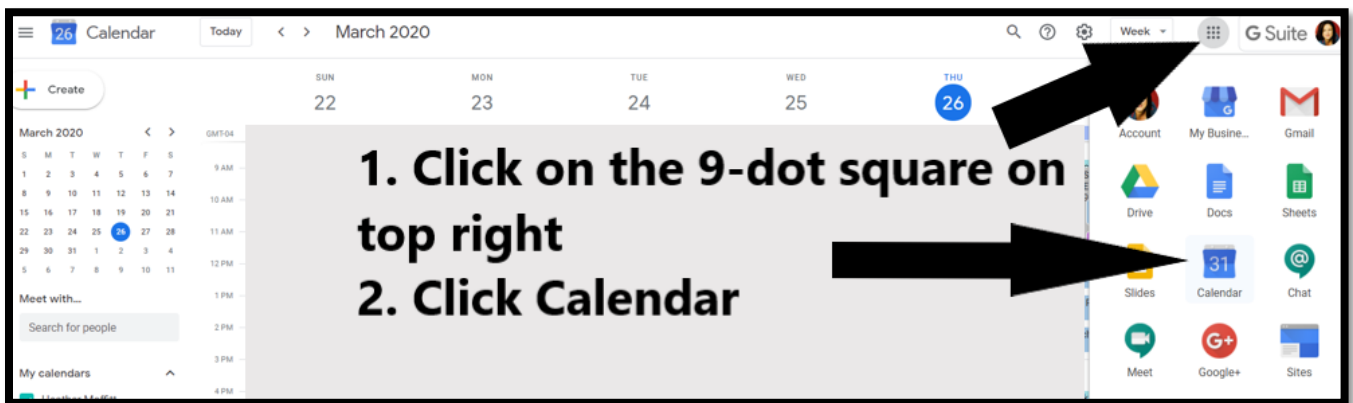 26 Calendar Today < > March 2020 Week G Suite
Create
SUN MON TUE WED THU
22 23 24 25 26
Account My Busine... Gmail
March 2020 < >
GMT-04
S M T W T F S
1 2 3 4 5 6 7
8 9 10 11 12 13 14
15 16 17 18 19 20 21
22 23 24 25 26 27 28
29 30 31 1 2 3 4
5 6 7 8 9 10 11
Meet with...
Search for people
My calendars
Heather Moffitt
9 AM
10 AM
11 AM
12 PM
1 PM
2 PM
3 PM
4 PM
1. Click on the 9-dot square on
top right
2. Click Calendar
Drive Docs Sheets
31
Slides Calendar Chat
G+
Meet Google+ Sites